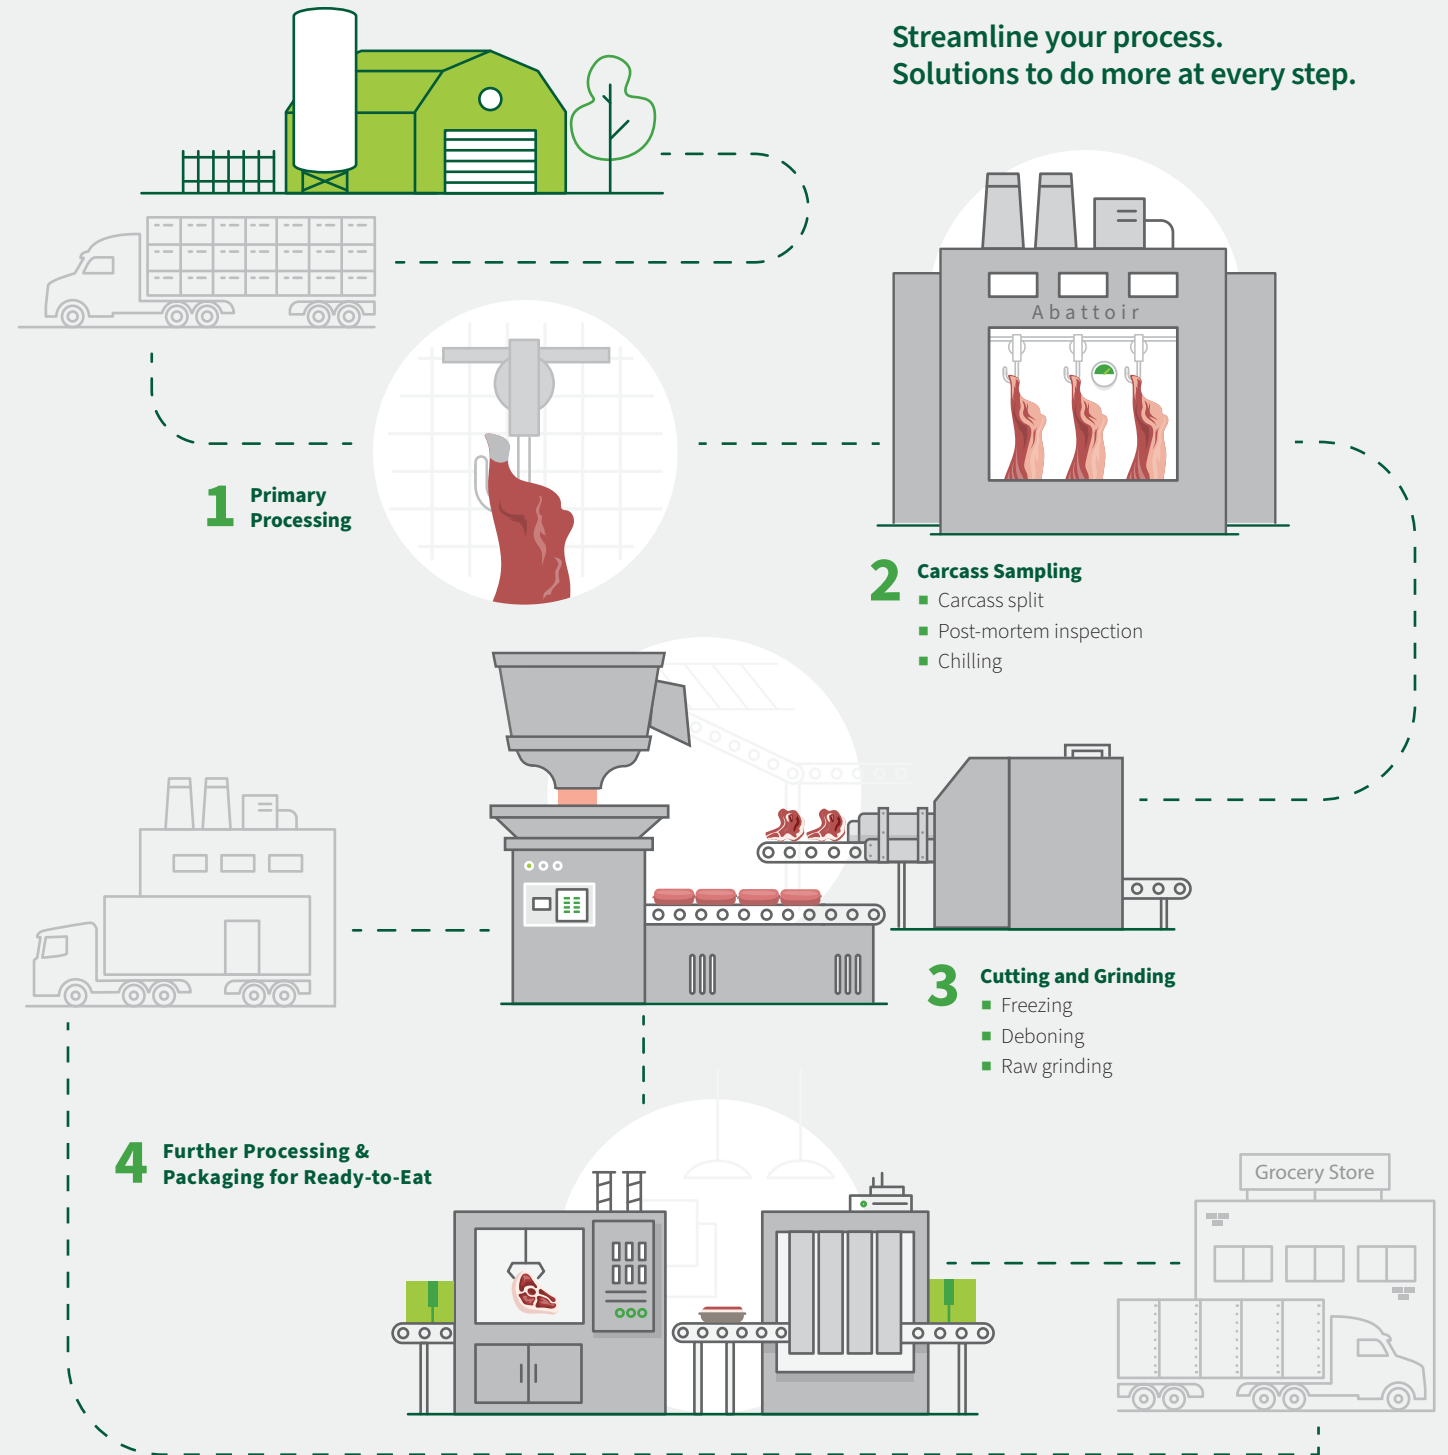 Streamline your process.
Solutions to do more at every step.
Abattoir
1 Primary
Processing
2 Carcass Sampling
Carcass split
Post-mortem inspection
Chilling
3 Cutting and Grinding
Freezing
Deboning
Raw grinding
4 Further Processing &
Packaging for Ready-to-Eat
Grocery Store